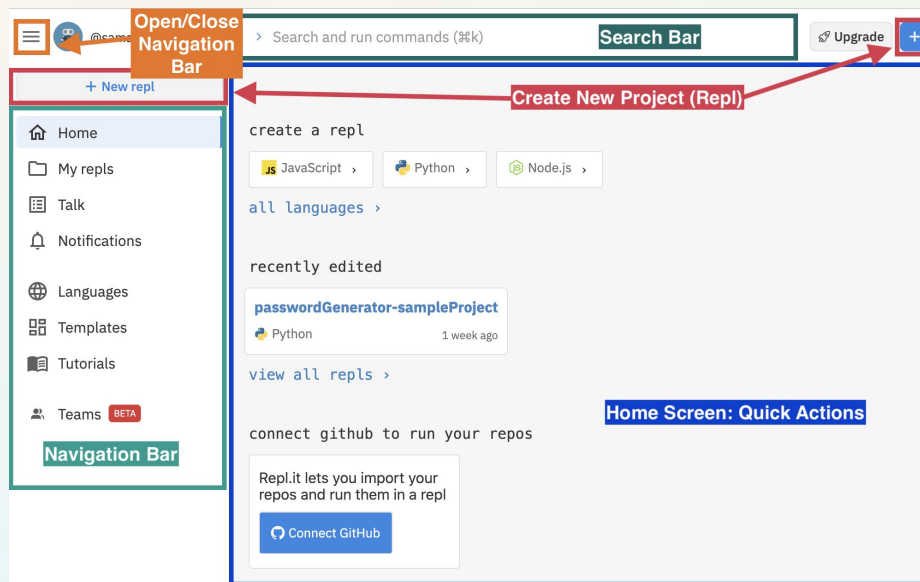 Open/Close
Navigation
Bar
> Search and run commands (⌘k)
Search Bar
Upgrade
+
+ New repl
Create New Project (Repl)
Home
My repls
Talk
Notifications
Languages
Templates
Tutorials
Teams BETA
Navigation Bar
create a repl
JS JavaScript >
Python >
JS Node.js >
all languages >
recently edited
passwordGenerator-sampleProject
Python
1 week ago
view all repls >
Home Screen: Quick Actions
connect github to run your repos
Repl.it lets you import your
repos and run them in a repl
Connect GitHub